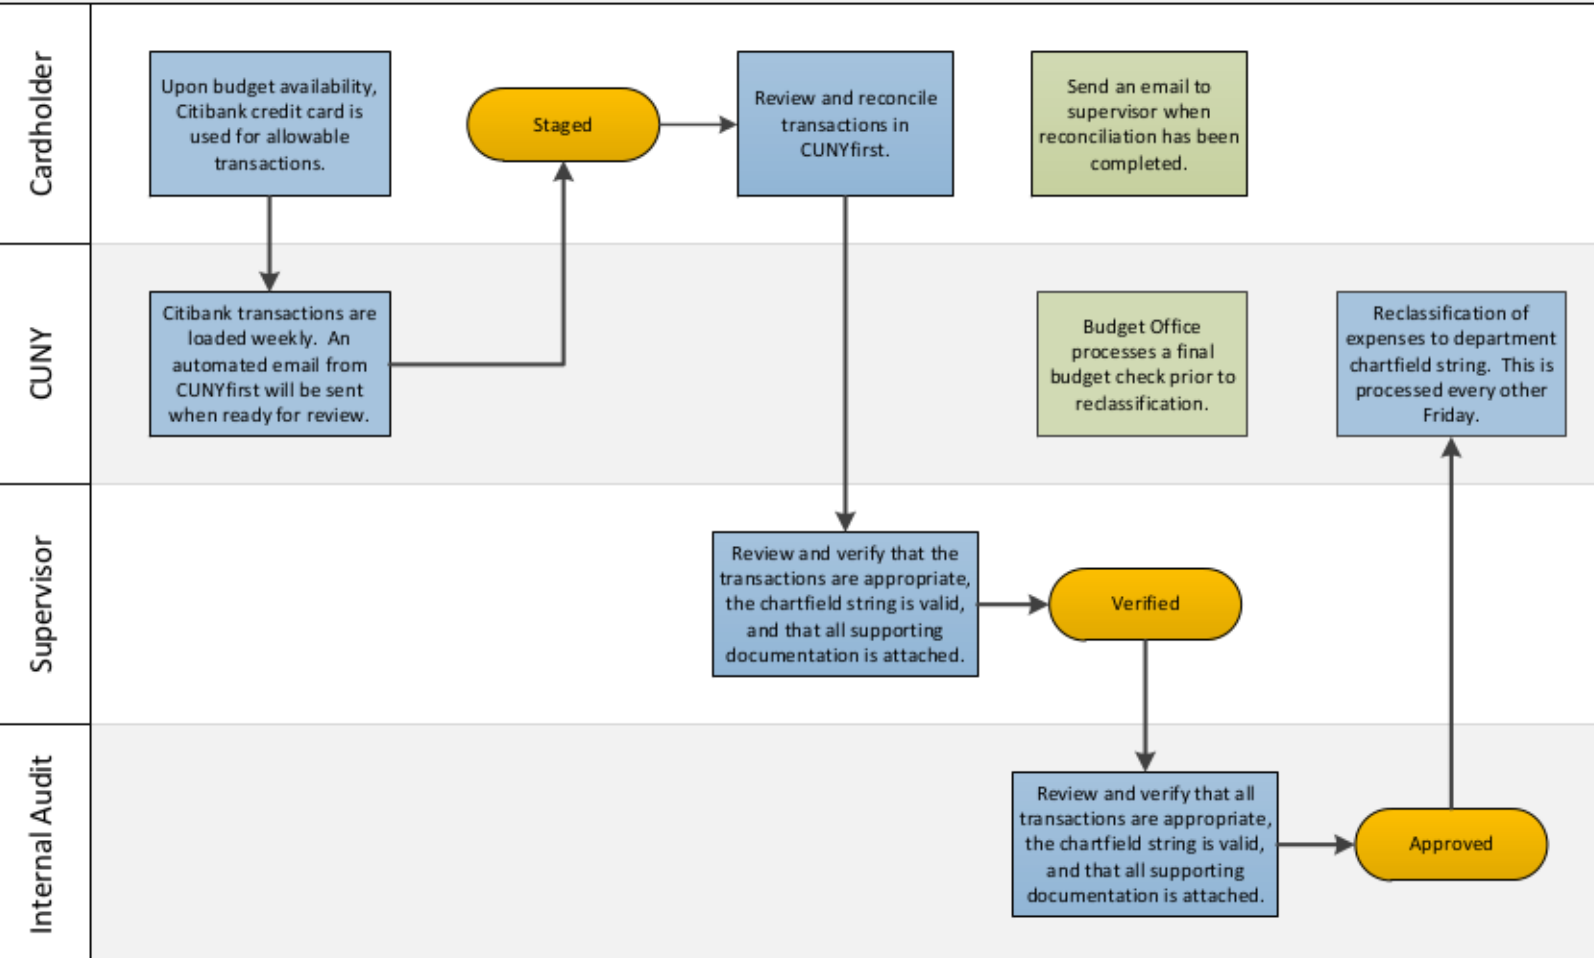 Cardholder
Upon budget availability,
Citibank credit card is
used for allowable
transactions.
Staged
Review and reconcile
transactions in
CUNYfirst.
Send an email to
supervisor when
reconciliation has been
completed.
CUNY
Citibank transactions are
loaded weekly.  An
automated email from
CUNYfirst will be sent
when ready for review.
Budget Office
processes a final
budget check prior to
reclassification.
Reclassification of
expenses to department
chartfield string.  This is
processed every other
Friday.
Supervisor
Review and verify that the
transactions are appropriate,
the chartfield string is valid,
and that all supporting
documentation is attached.
Verified
Internal Audit
Review and verify that all
transactions are appropriate,
the chartfield string is valid,
and that all supporting
documentation is attached.
Approved